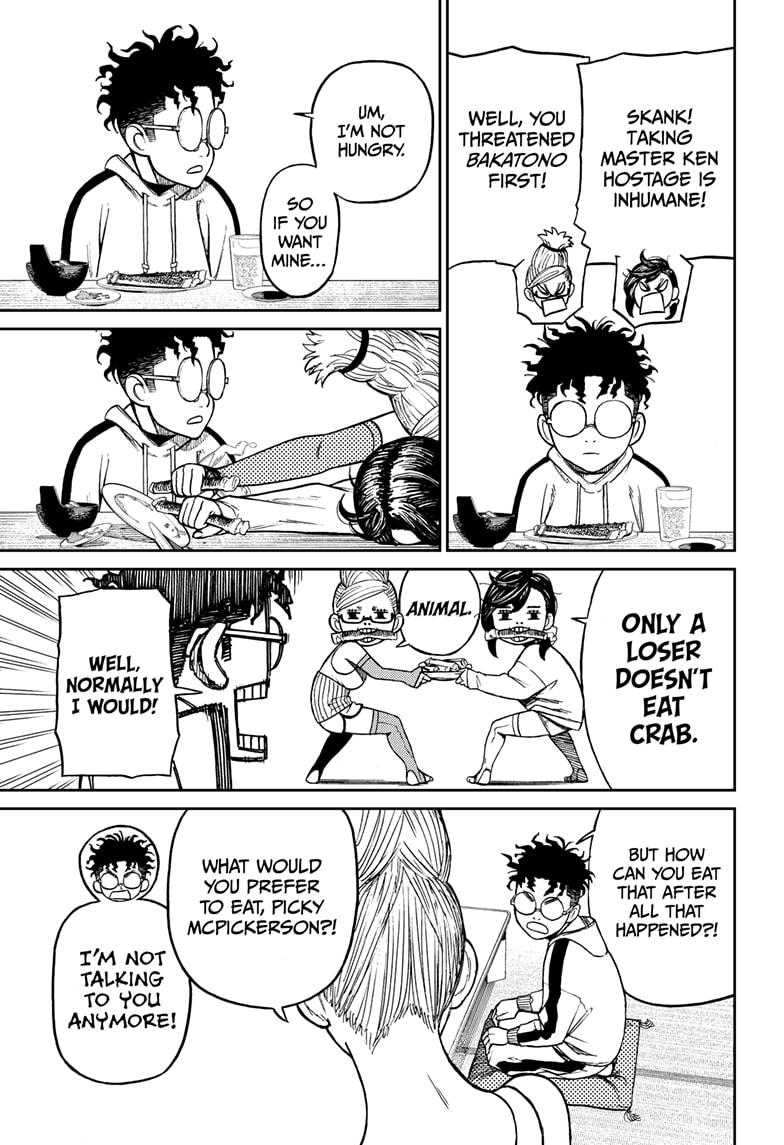 SKANK!
TAKING
MASTER KEN
HOSTAGE IS
INHUMANE!
WELL, YOU
THREATENED
BAKATONO
FIRST!
UM,
I'M NOT
HUNGRY.
SO
IF YOU
WANT
MINE...
ONLY A
LOSER
DOESN'T
EAT
CRAB.
ANIMAL.
WELL,
NORMALLY
I WOULD!
BUT HOW
CAN YOU EAT
THAT AFTER
ALL THAT
HAPPENED?!
WHAT WOULD
YOU PREFER
TO EAT, PICKY
MCPICKERSON?!
I'M NOT
TALKING
TO YOU
ANYMORE!